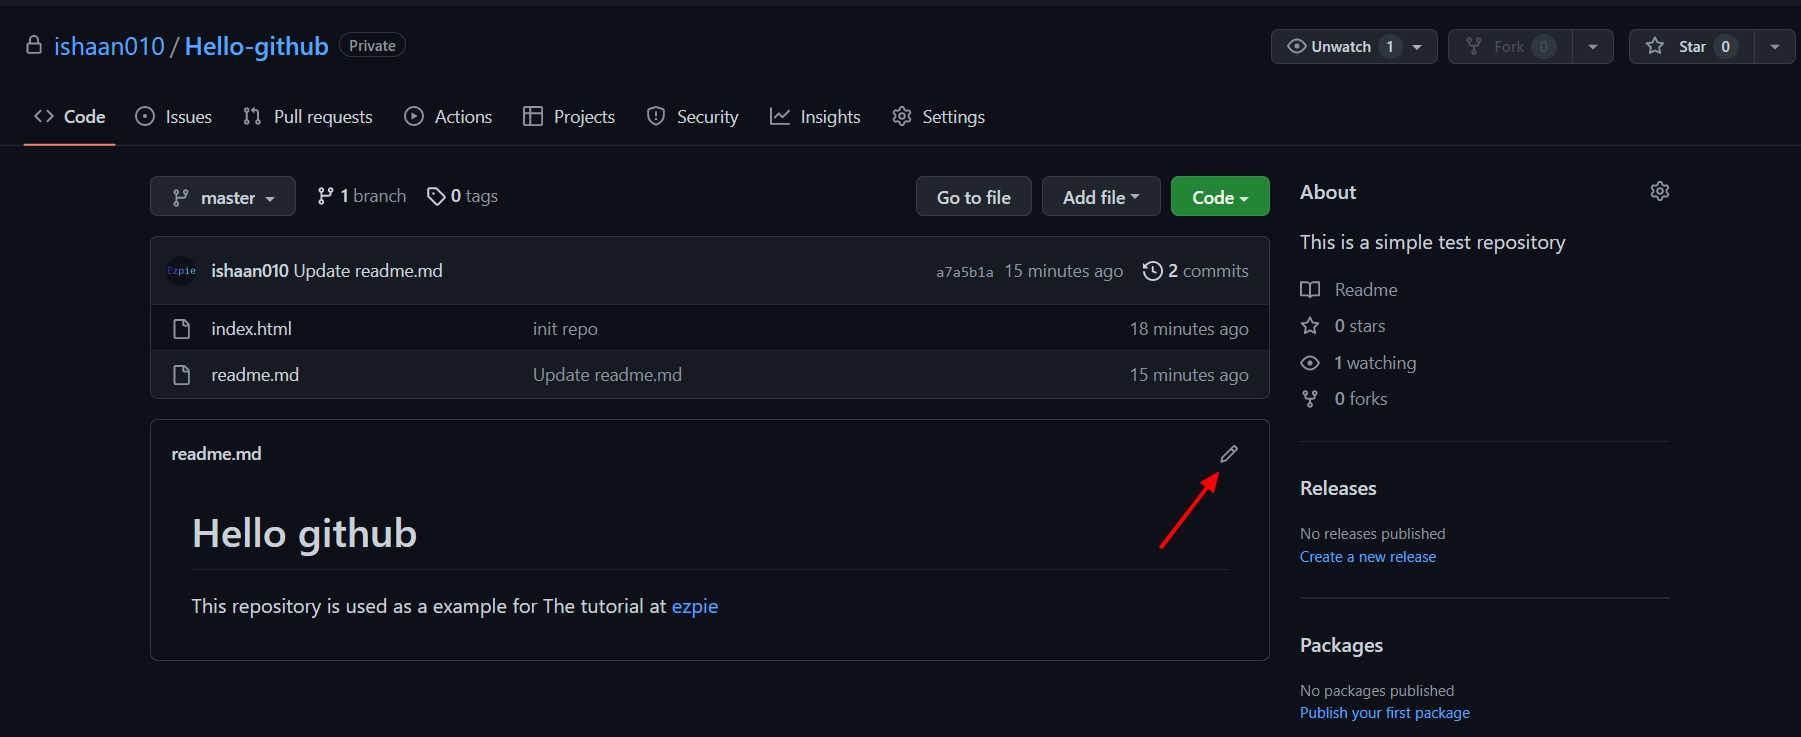 ishaan010 / Hello-github Private
Unwatch 1 Fork 0 Star 0
Code Issues Pull requests Actions Projects Security Insights Settings
master 1 branch 0 tags Go to file Add file Code
Ezpie ishaan010 Update readme.md a7a5b1a 15 minutes ago 2 commits
index.html init repo 18 minutes ago
readme.md Update readme.md 15 minutes ago
readme.md
Hello github
This repository is used as a example for The tutorial at ezpie
About
This is a simple test repository
Readme
0 stars
1 watching
0 forks
Releases
No releases published
Create a new release
Packages
No packages published
Publish your first package